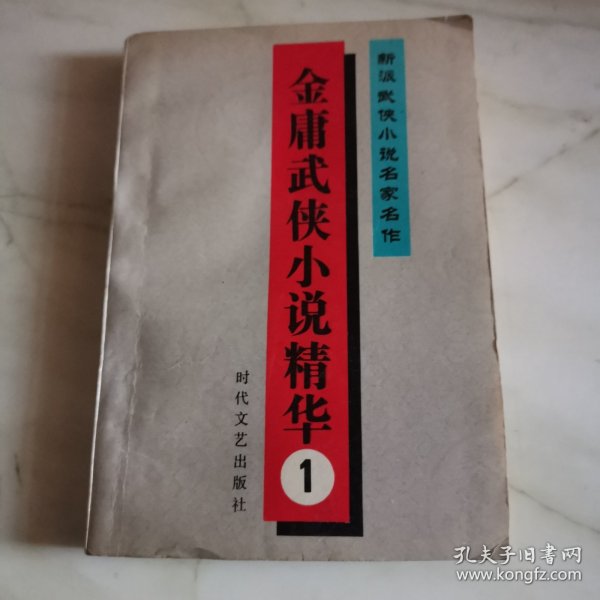 新派武侠小说名家名作
金庸武侠小说精华
1
时代文艺出版社
孔夫子旧书网
www.kongfz.com